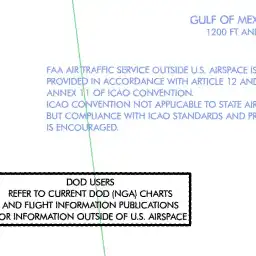 GULF OF MEX
1200 FT AND
FAA AIR TRAFFIC SERVICE OUTSIDE U.S. AIRSPACE IS
PROVIDED IN ACCORDANCE WITH ARTICLE 12 AND
ANNEX 11 OF ICAO CONVENTION.
ICAO CONVENTION NOT APPLICABLE TO STATE AIR
BUT COMPLIANCE WITH ICAO STANDARDS AND PR
IS ENCOURAGED.
DOD USERS
REFER TO CURRENT DOD (NGA) CHARTS
AND FLIGHT INFORMATION PUBLICATIONS
OR INFORMATION OUTSIDE OF U.S. AIRSPACE